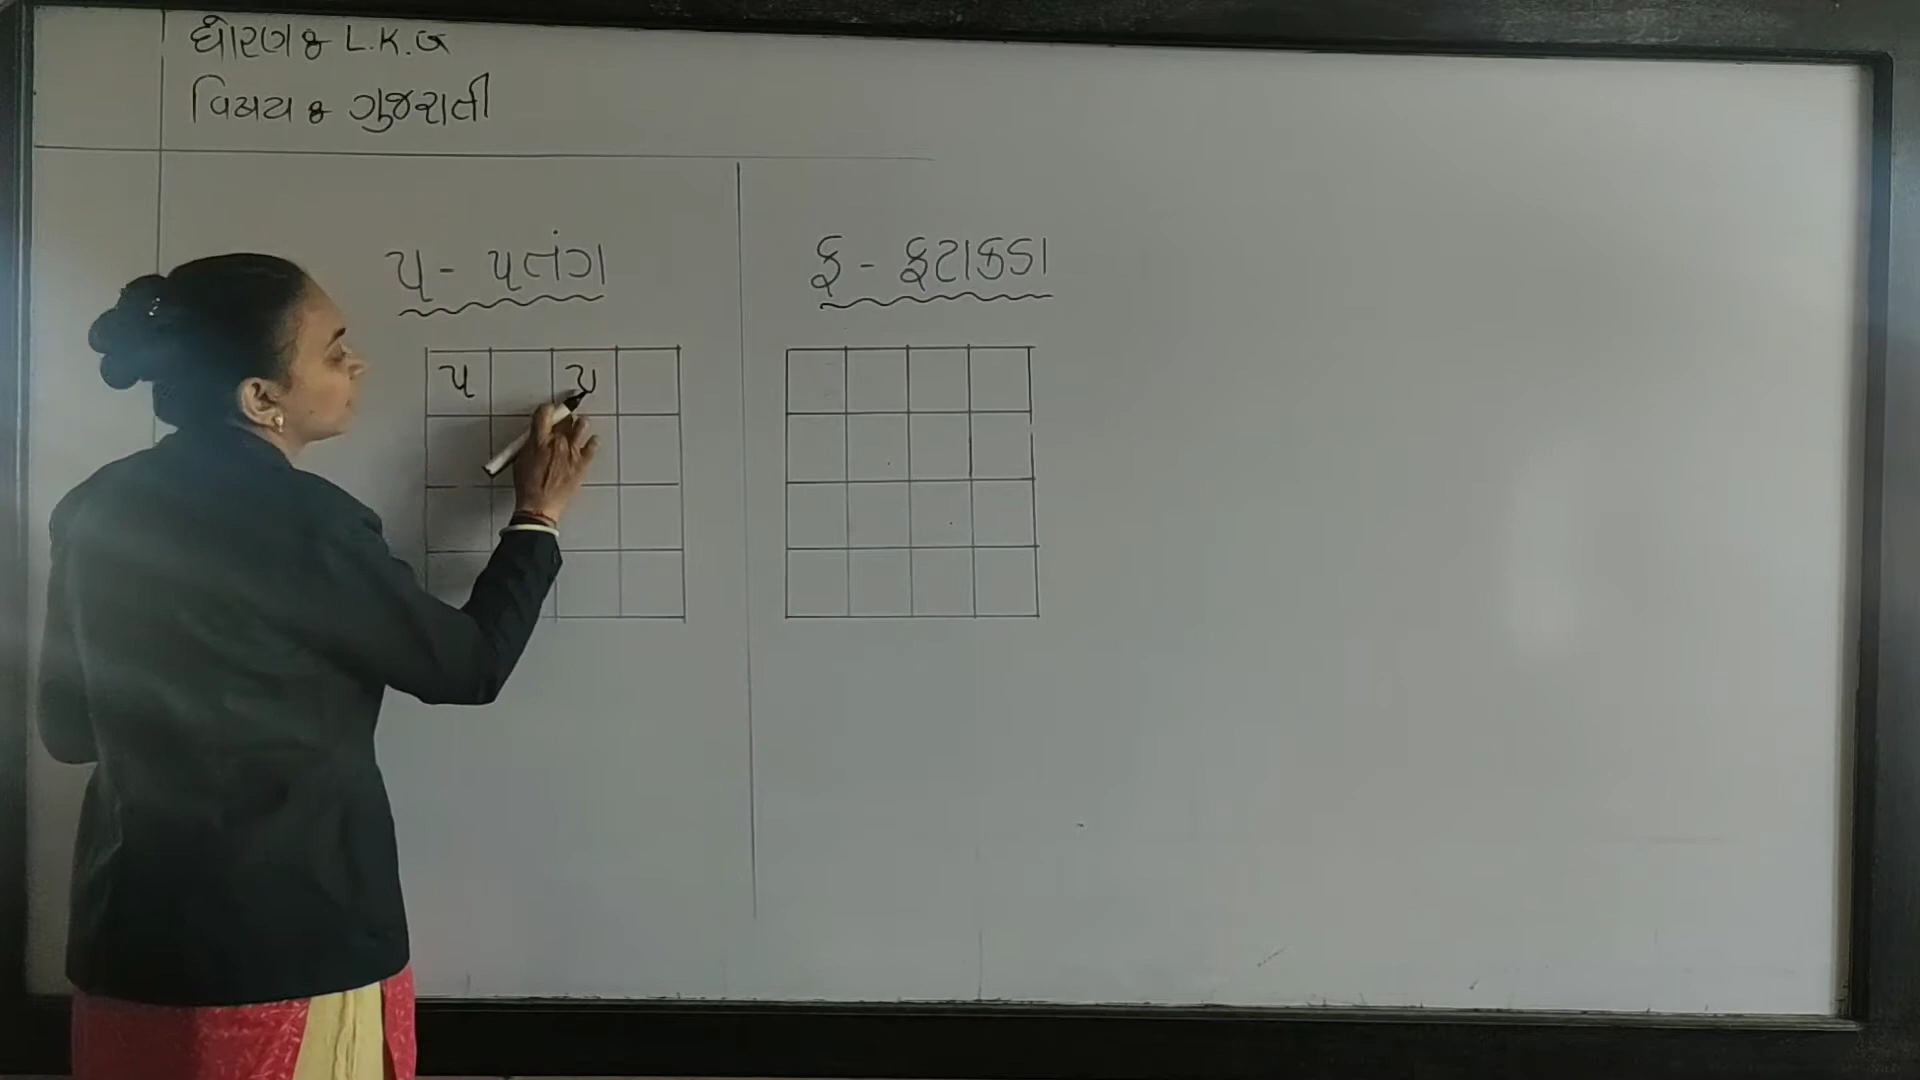 ધોરણ ઃ L.K.G
વિષય ઃ ગુજરાતી
પ - પતંગ
ફ - ફટાકડા
પ પ